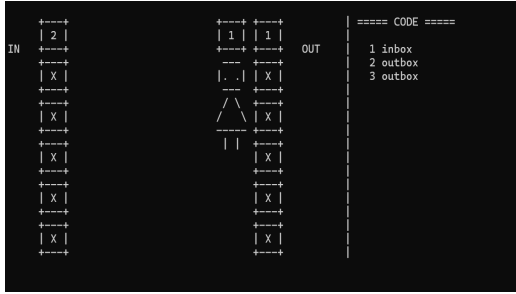 +---+ +---+ +---+ | ===== CODE =====
| 2 | | 1 | | 1 | |
IN +---+ +---+ +---+ OUT | 1 inbox
+---+ --- +---+ | 2 outbox
| X | |. .| | X | | 3 outbox
+---+ --- +---+ |
+---+ / \ +---+ |
| X | / \ | X | |
+---+ ----- +---+ |
+---+ | | +---+ |
| X | | X | |
+---+ +---+ |
+---+ +---+ |
| X | | X | |
+---+ +---+ |
+---+ +---+ |
| X | | X | |
+---+ +---+ |